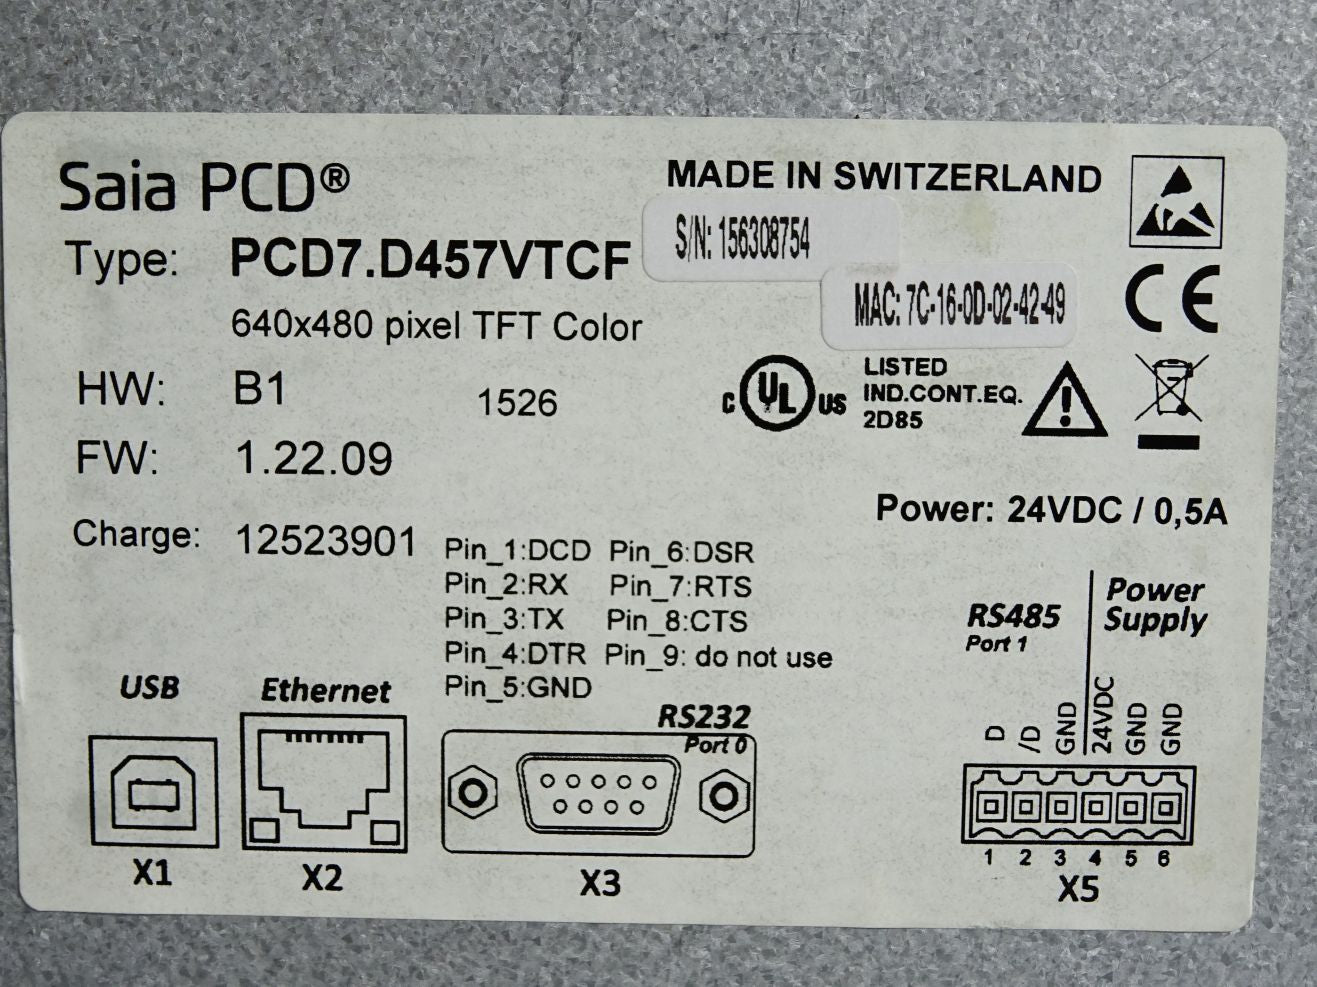 Saia PCD®
MADE IN SWITZERLAND
Type: PCD7.D457VTCF
S/N: 156308754
MAC: 7C-16-0D-02-42-49
640x480 pixel TFT Color
HW: B1
1526
C UL US
LISTED
IND.CONT.EQ.
2D85
CE
FW: 1.22.09
Power: 24VDC / 0,5A
Charge: 12523901
Pin_1:DCD Pin_6:DSR
Pin_2:RX Pin_7:RTS
Pin_3:TX Pin_8:CTS
Pin_4:DTR Pin_9: do not use
Pin_5:GND
USB
X1
Ethernet
X2
RS232
Port 0
X3
RS485
Port 1
Power
Supply
D /D GND 24VDC GND GND
1 2 3 4 5 6
X5